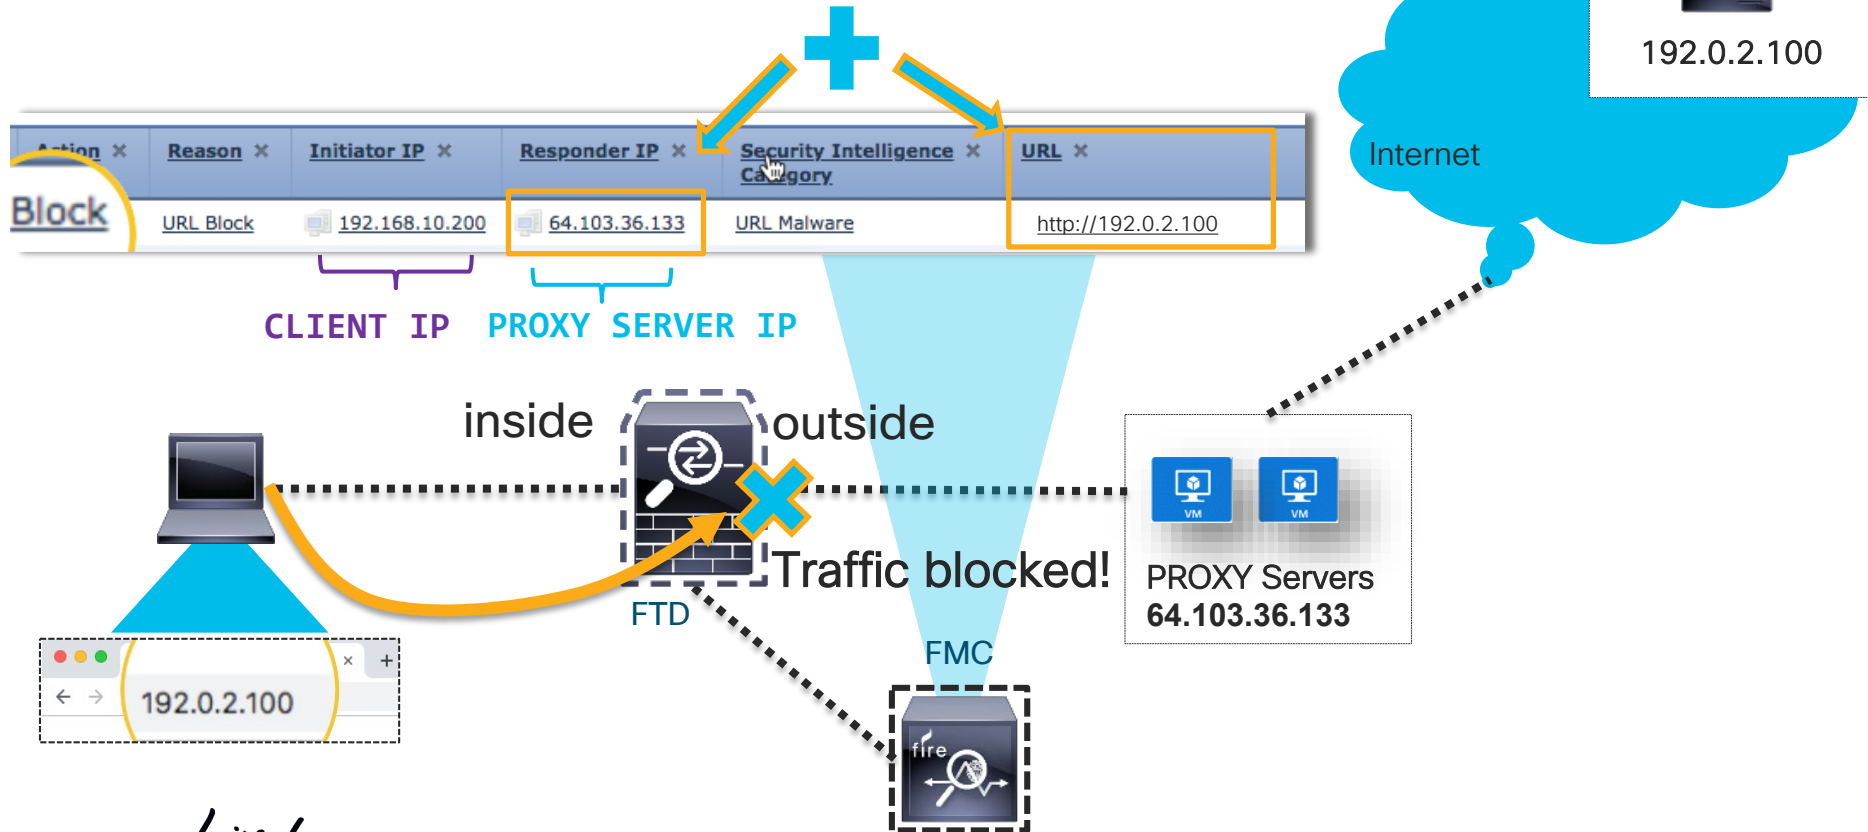 192.0.2.100
Internet
Action × Reason × Initiator IP × Responder IP × Security Intelligence × URL ×
Category
Block URL Block 192.168.10.200 64.103.36.133 URL Malware http://192.0.2.100
CLIENT IP PROXY SERVER IP
inside outside
VM VM
Traffic blocked!
PROXY Servers
64.103.36.133
FTD
FMC
192.0.2.100
fire